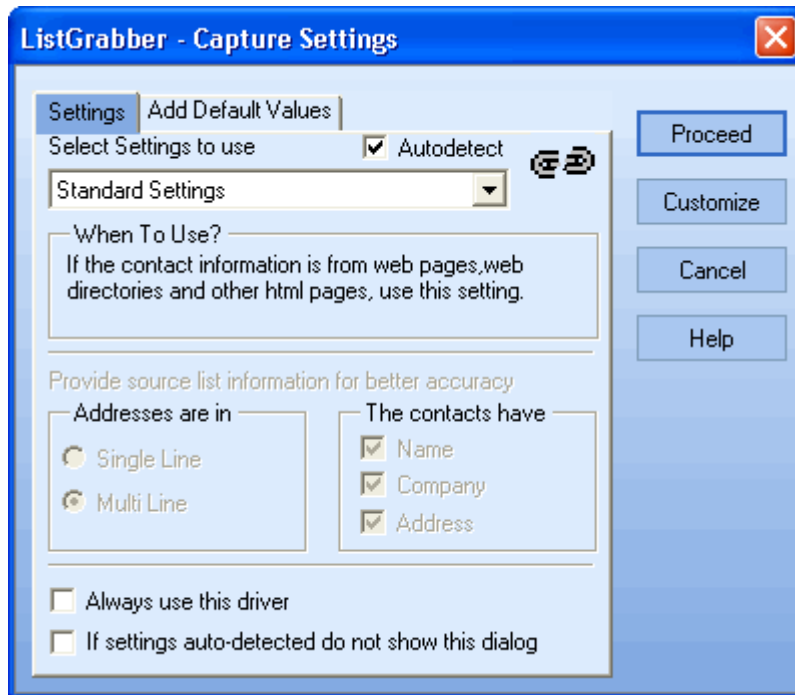 ListGrabber - Capture Settings
Settings
Add Default Values
Select Settings to use
Autodetect
Standard Settings
When To Use?
If the contact information is from web pages,web
directories and other html pages, use this setting.
Provide source list information for better accuracy
Addresses are in
Single Line
Multi Line
The contacts have
Name
Company
Address
Always use this driver
If settings auto-detected do not show this dialog
Proceed
Customize
Cancel
Help